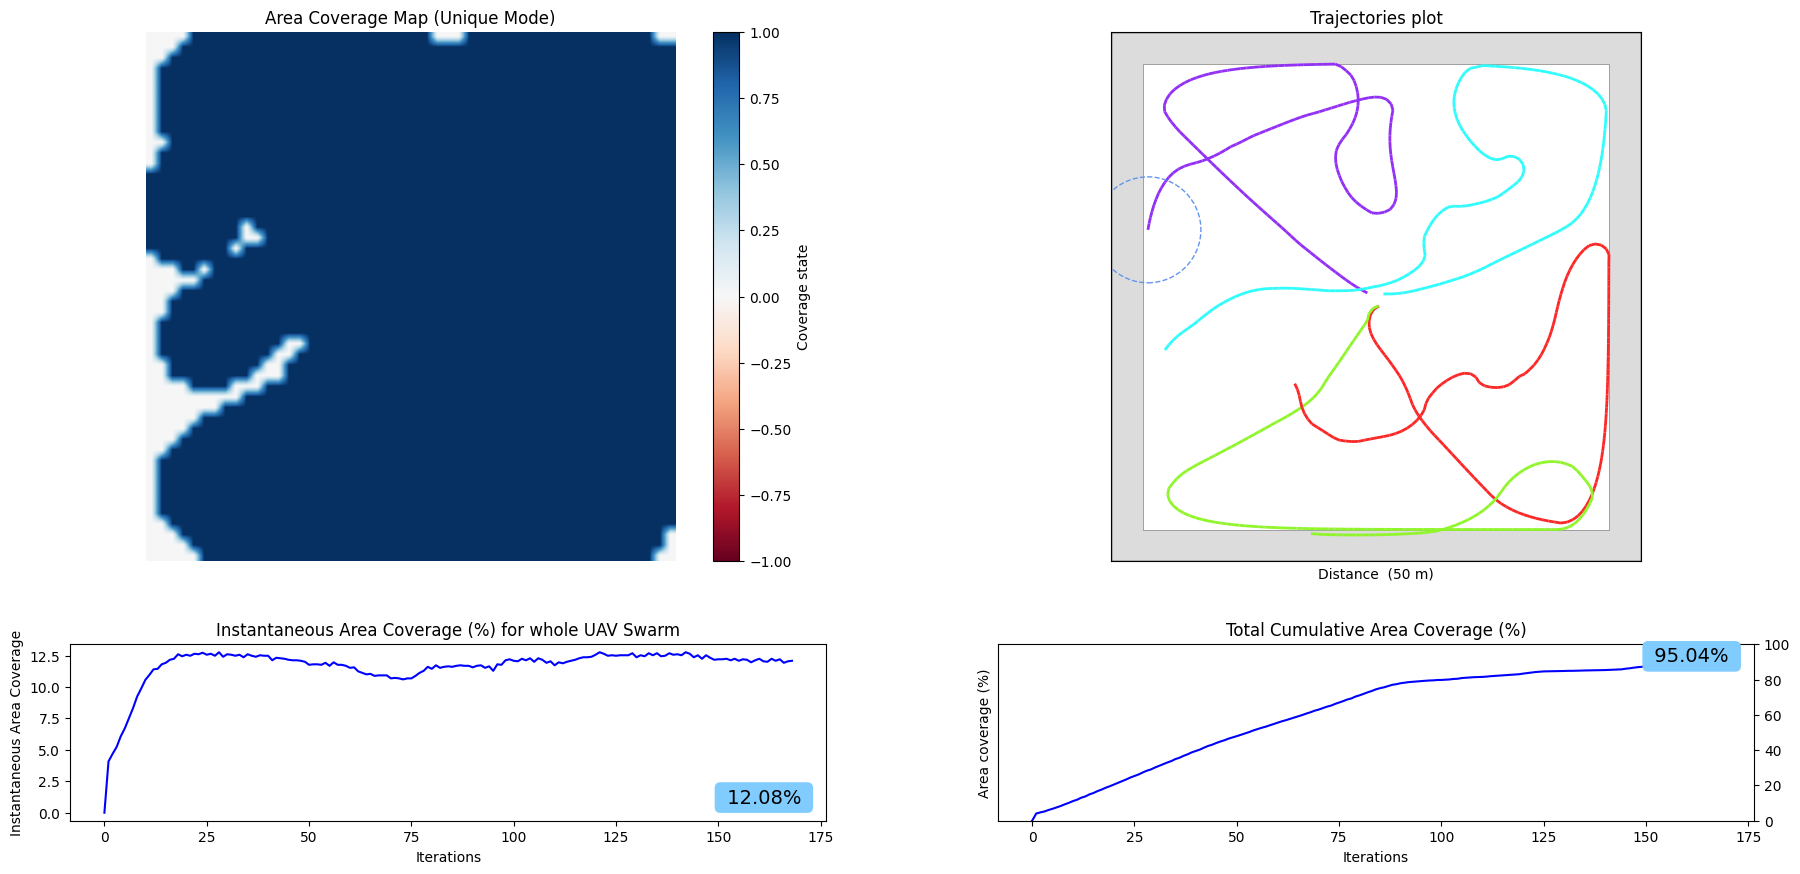 Area Coverage Map (Unique Mode)
1.00
0.75
0.50
0.25
0.00
−0.25
−0.50
−0.75
−1.00
Coverage state
Trajectories plot
Distance  (50 m)
Instantaneous Area Coverage (%) for whole UAV Swarm
Instantaneous Area Coverage
12.5
10.0
7.5
5.0
2.5
0.0
12.08%
0 25 50 75 100 125 150 175
Iterations
Total Cumulative Area Coverage (%)
Area coverage (%)
95.04%
100
80
60
40
20
0
0 25 50 75 100 125 150 175
Iterations